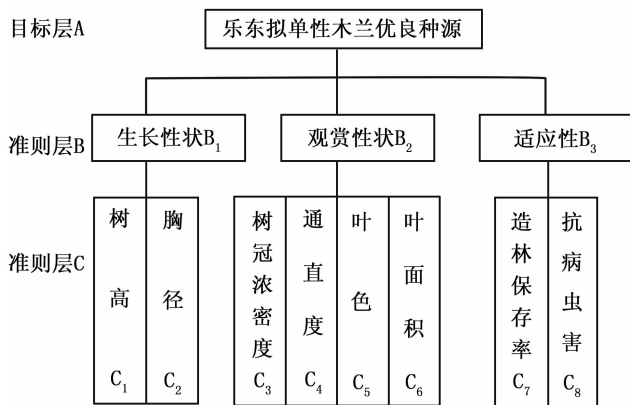 目标层A
乐东拟单性木兰优良种源
准则层B
生长性状B1
观赏性状B2
适应性B3
准则层C
树高C1
胸径C2
树冠浓密度C3
通直度C4
叶色C5
叶面积C6
造林保存率C7
抗病虫害C8